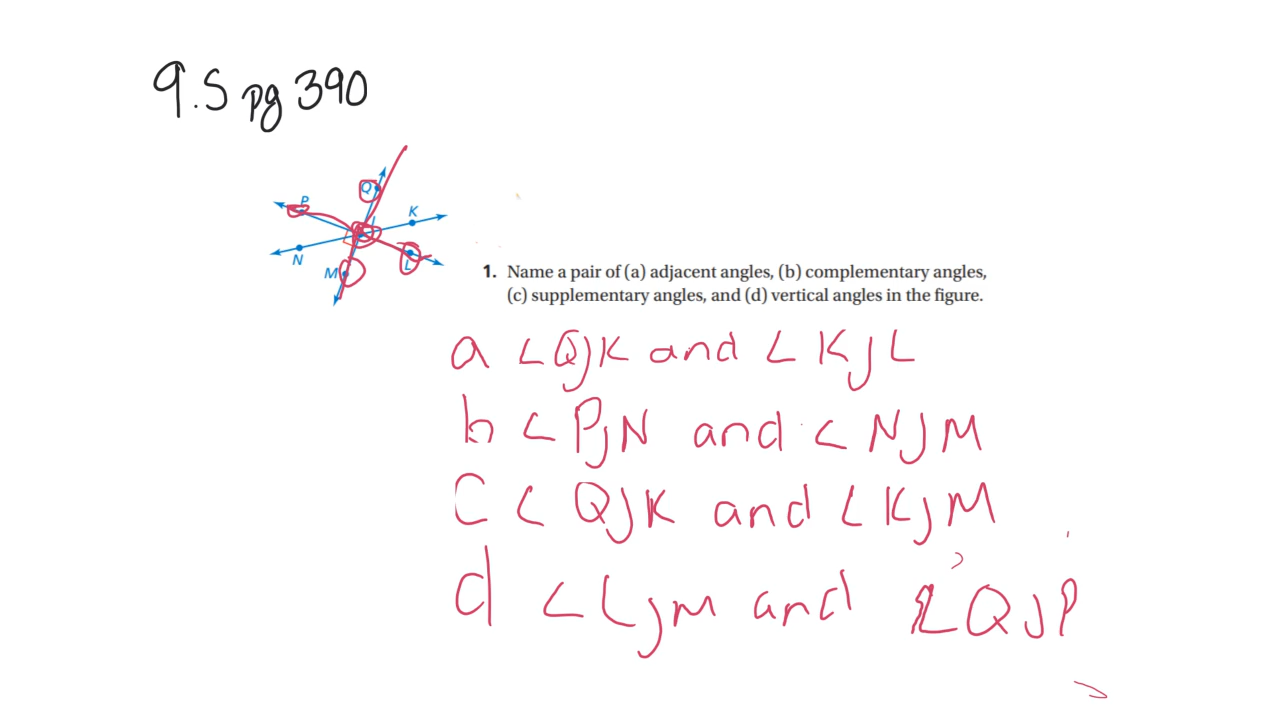 9.5 pg 390
Q
P
K
J
N
M
L
1. Name a pair of (a) adjacent angles, (b) complementary angles,
(c) supplementary angles, and (d) vertical angles in the figure.
a ∠QJK and ∠KJL
b ∠PJN and ∠NJM
C ∠QJK and ∠KJM
d ∠LJM and ∠QJP